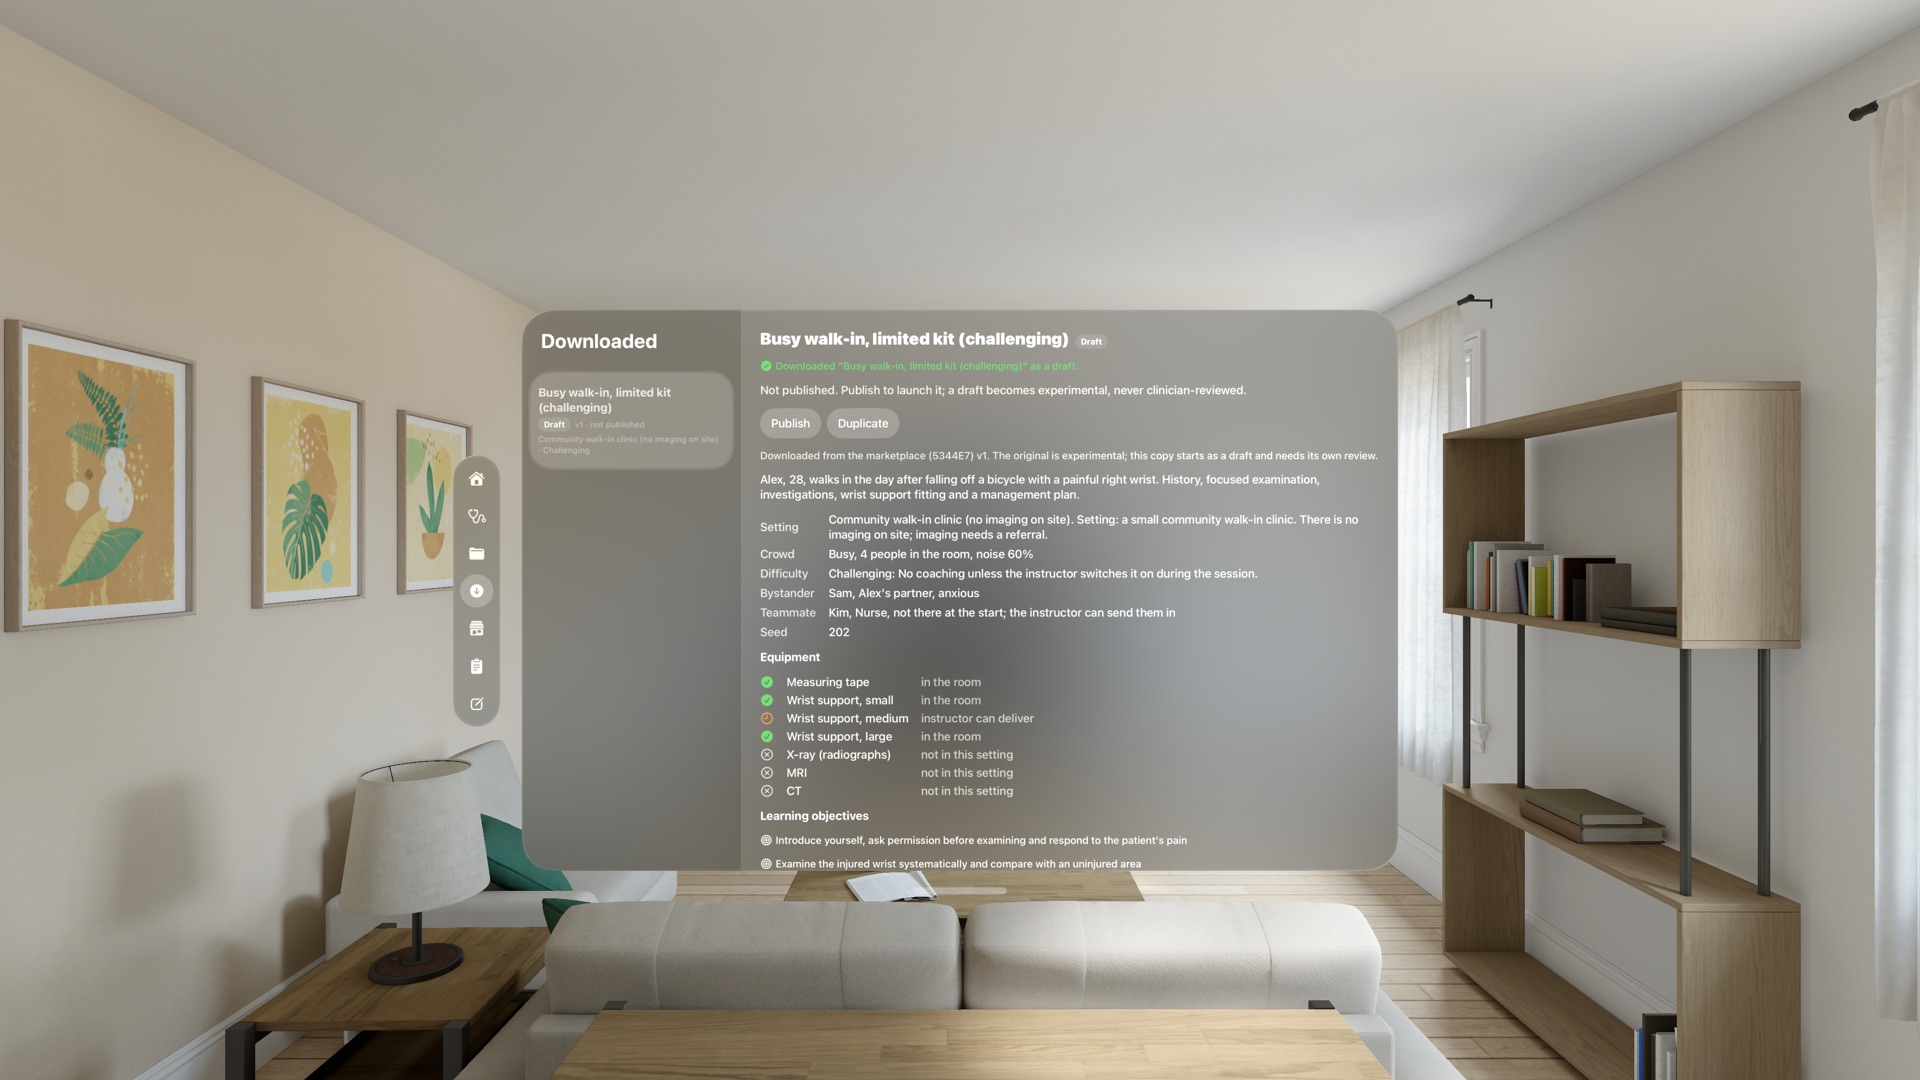 Downloaded
Busy walk-in, limited kit
(challenging)
Draft v1 · not published
Community walk-in clinic (no imaging on site)
· Challenging
Busy walk-in, limited kit (challenging) Draft
Downloaded "Busy walk-in, limited kit (challenging)" as a draft.
Not published. Publish to launch it; a draft becomes experimental, never clinician-reviewed.
Publish Duplicate
Downloaded from the marketplace (5344E7) v1. The original is experimental; this copy starts as a draft and needs its own review.
Alex, 28, walks in the day after falling off a bicycle with a painful right wrist. History, focused examination,
investigations, wrist support fitting and a management plan.
Setting Community walk-in clinic (no imaging on site). Setting: a small community walk-in clinic. There is no
imaging on site; imaging needs a referral.
Crowd Busy, 4 people in the room, noise 60%
Difficulty Challenging: No coaching unless the instructor switches it on during the session.
Bystander Sam, Alex's partner, anxious
Teammate Kim, Nurse, not there at the start; the instructor can send them in
Seed 202
Equipment
Measuring tape in the room
Wrist support, small in the room
Wrist support, medium instructor can deliver
Wrist support, large in the room
X-ray (radiographs) not in this setting
MRI not in this setting
CT not in this setting
Learning objectives
Introduce yourself, ask permission before examining and respond to the patient's pain
Examine the injured wrist systematically and compare with an uninjured area